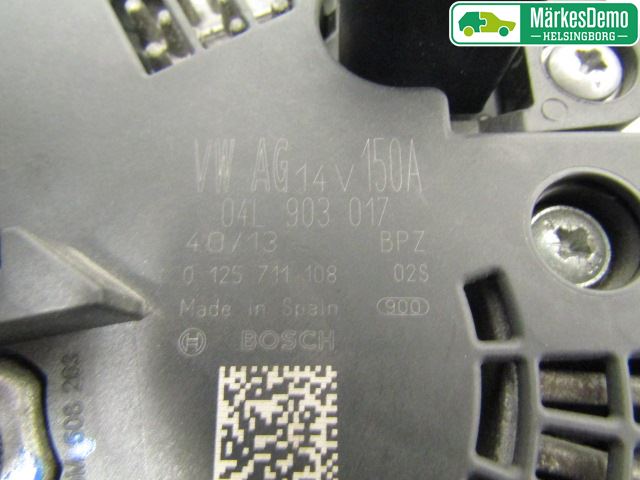 MärkesDemo
HELSINGBORG
VW AG 14V 150A
04L 903 017
40/13 BPZ
0 125 711 108 02S
Made in Spain 900
BOSCH